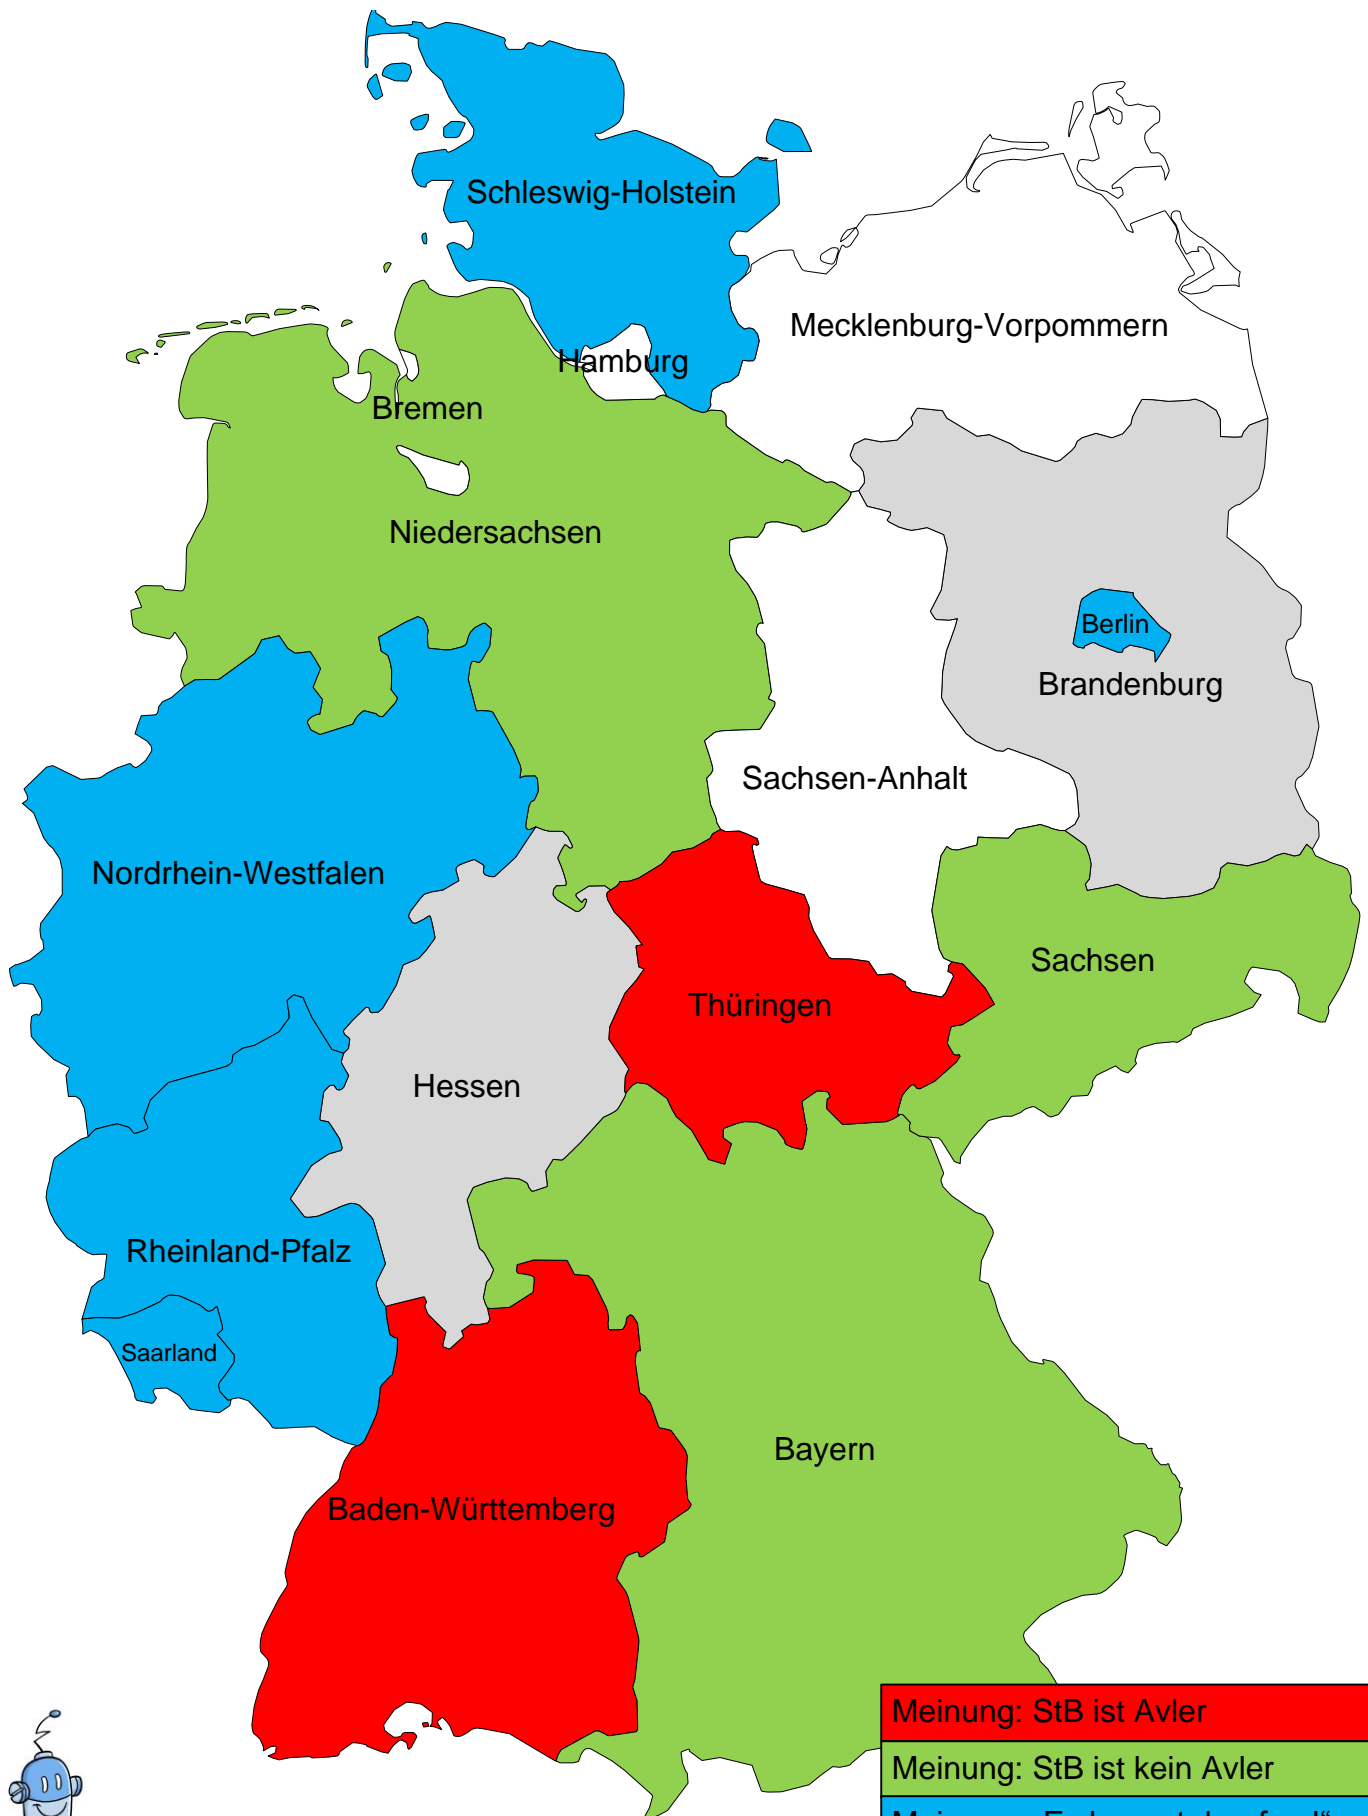 Schleswig-Holstein
Mecklenburg-Vorpommern
Hamburg
Bremen
Niedersachsen
Berlin
Brandenburg
Sachsen-Anhalt
Nordrhein-Westfalen
Sachsen
Thüringen
Hessen
Rheinland-Pfalz
Saarland
Bayern
Baden-Württemberg
Meinung: StB ist Avler
Meinung: StB ist kein Avler